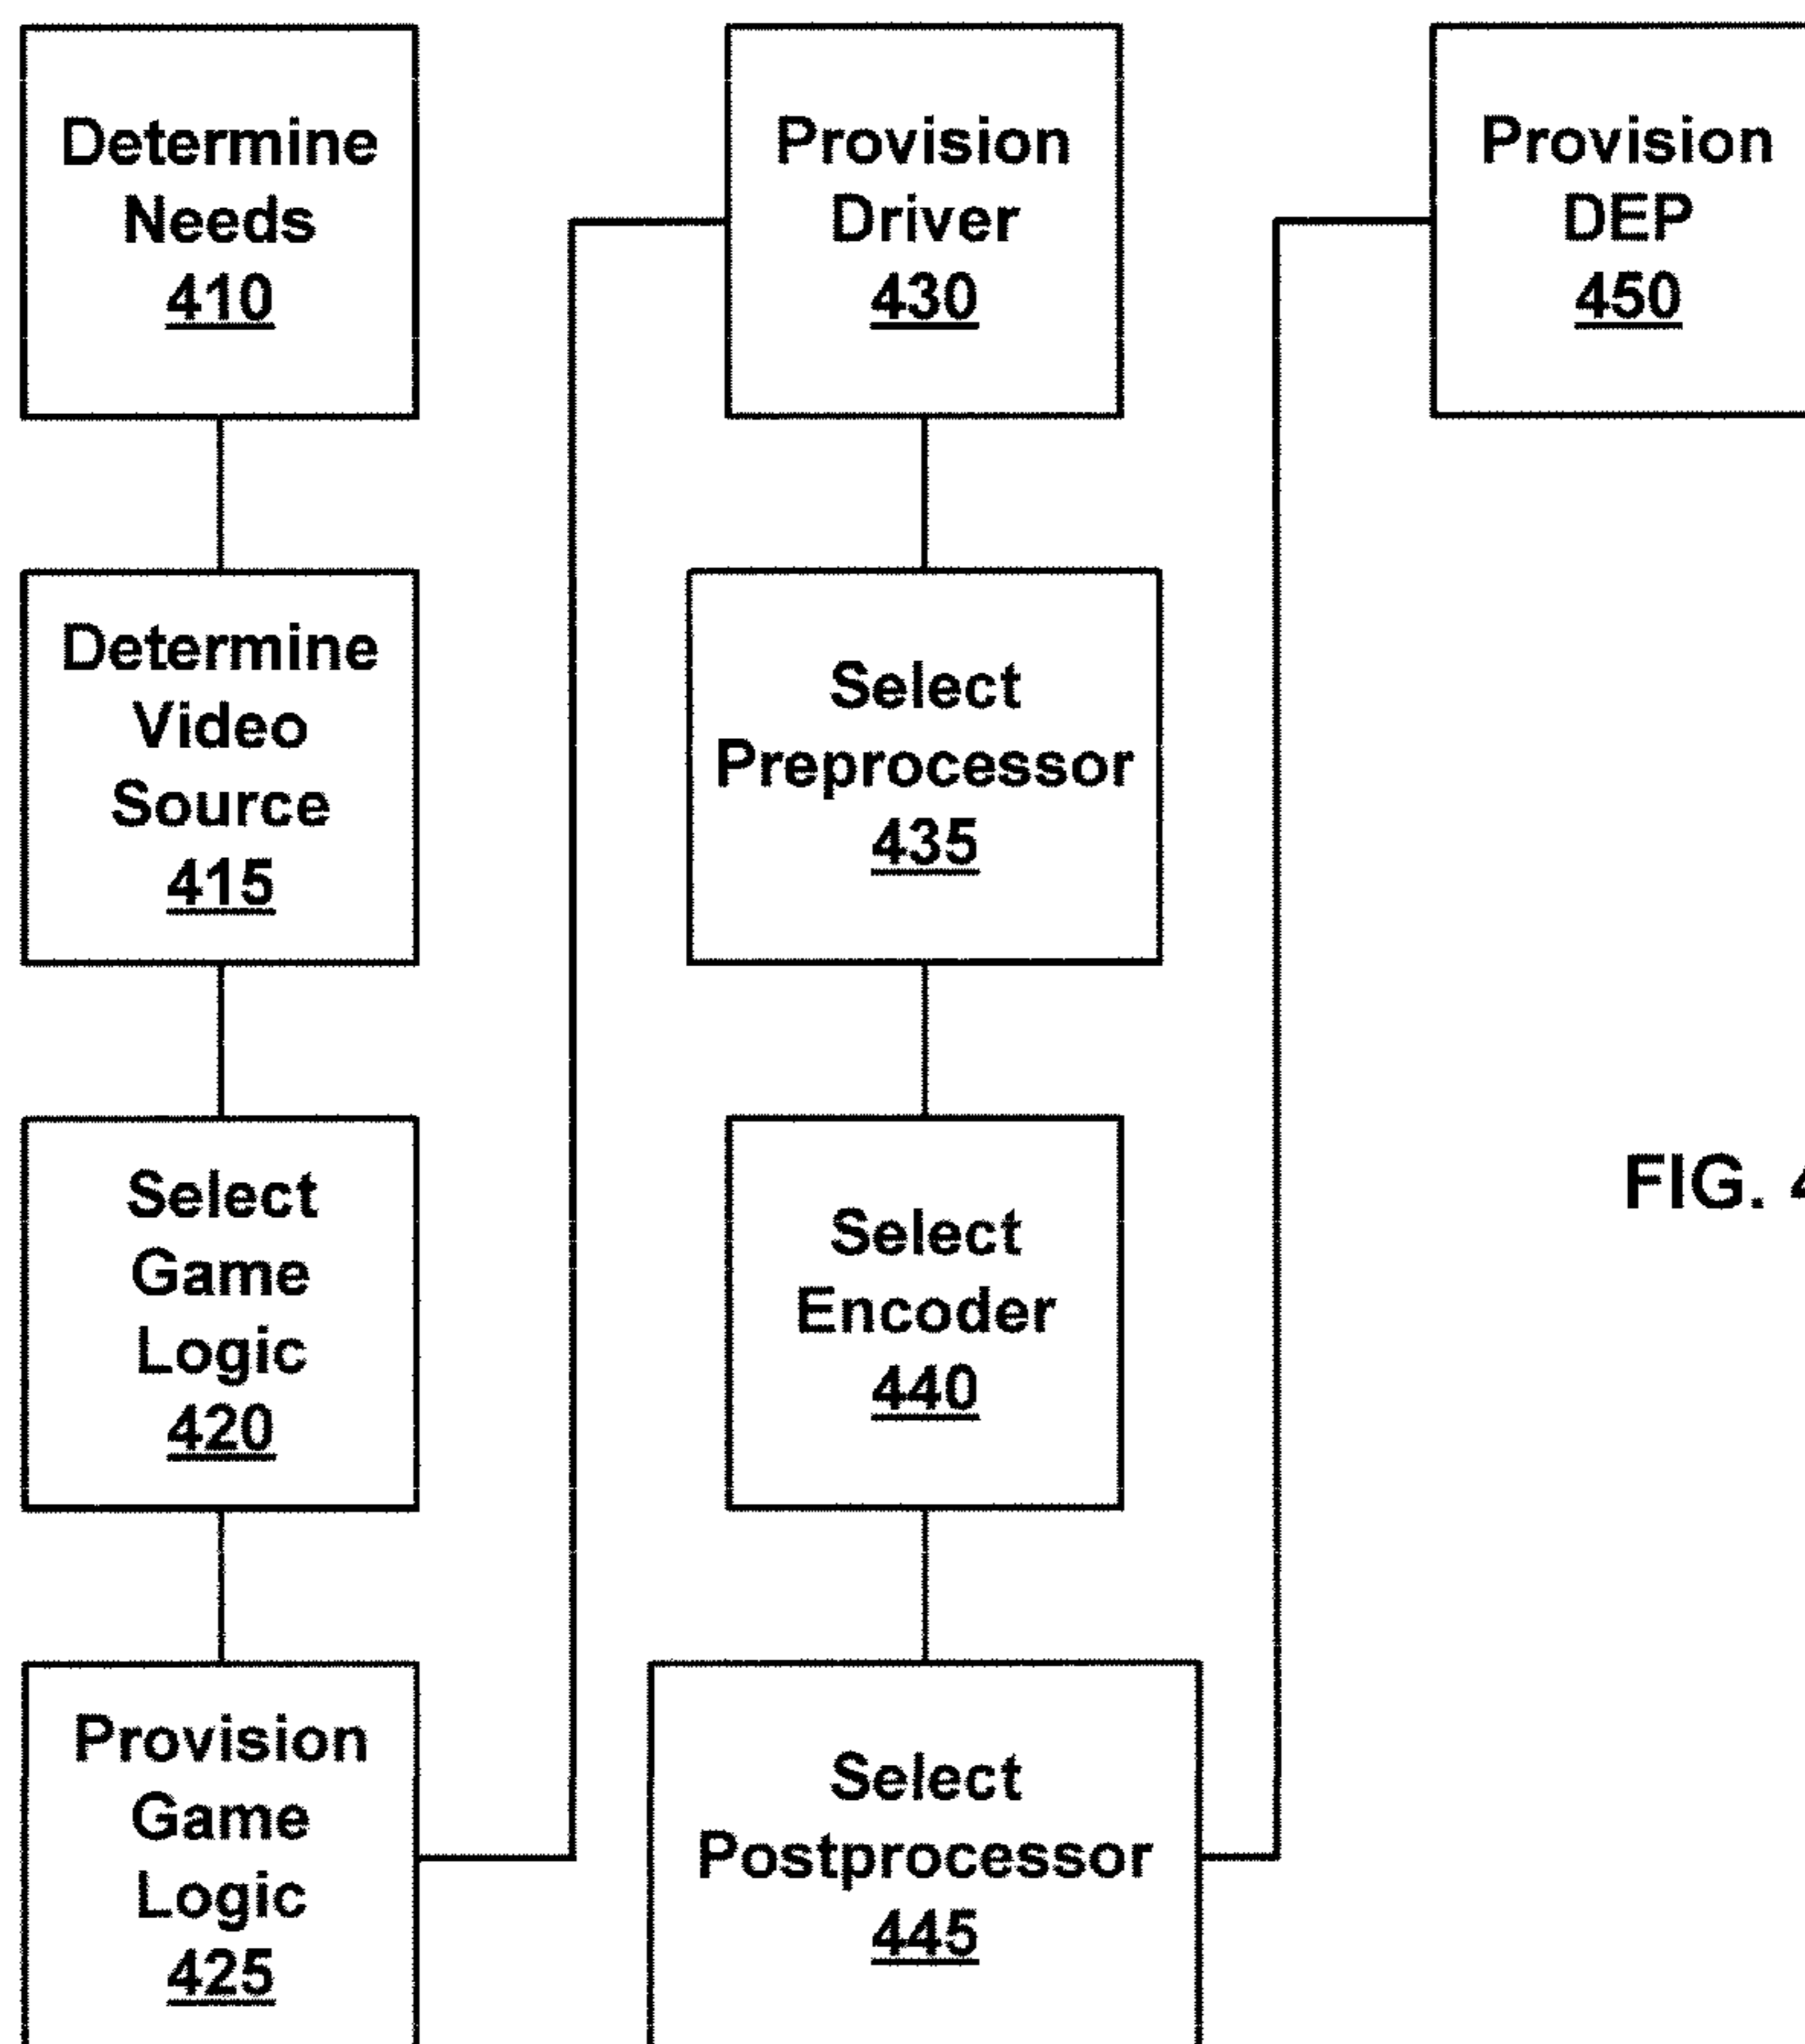 Determine
Needs
410
Determine
Video
Source
415
Select
Game
Logic
420
Provision
Game
Logic
425
Provision
Driver
430
Select
Preprocessor
435
Select
Encoder
440
Select
Postprocessor
445
Provision
DEP
450
FIG. 4